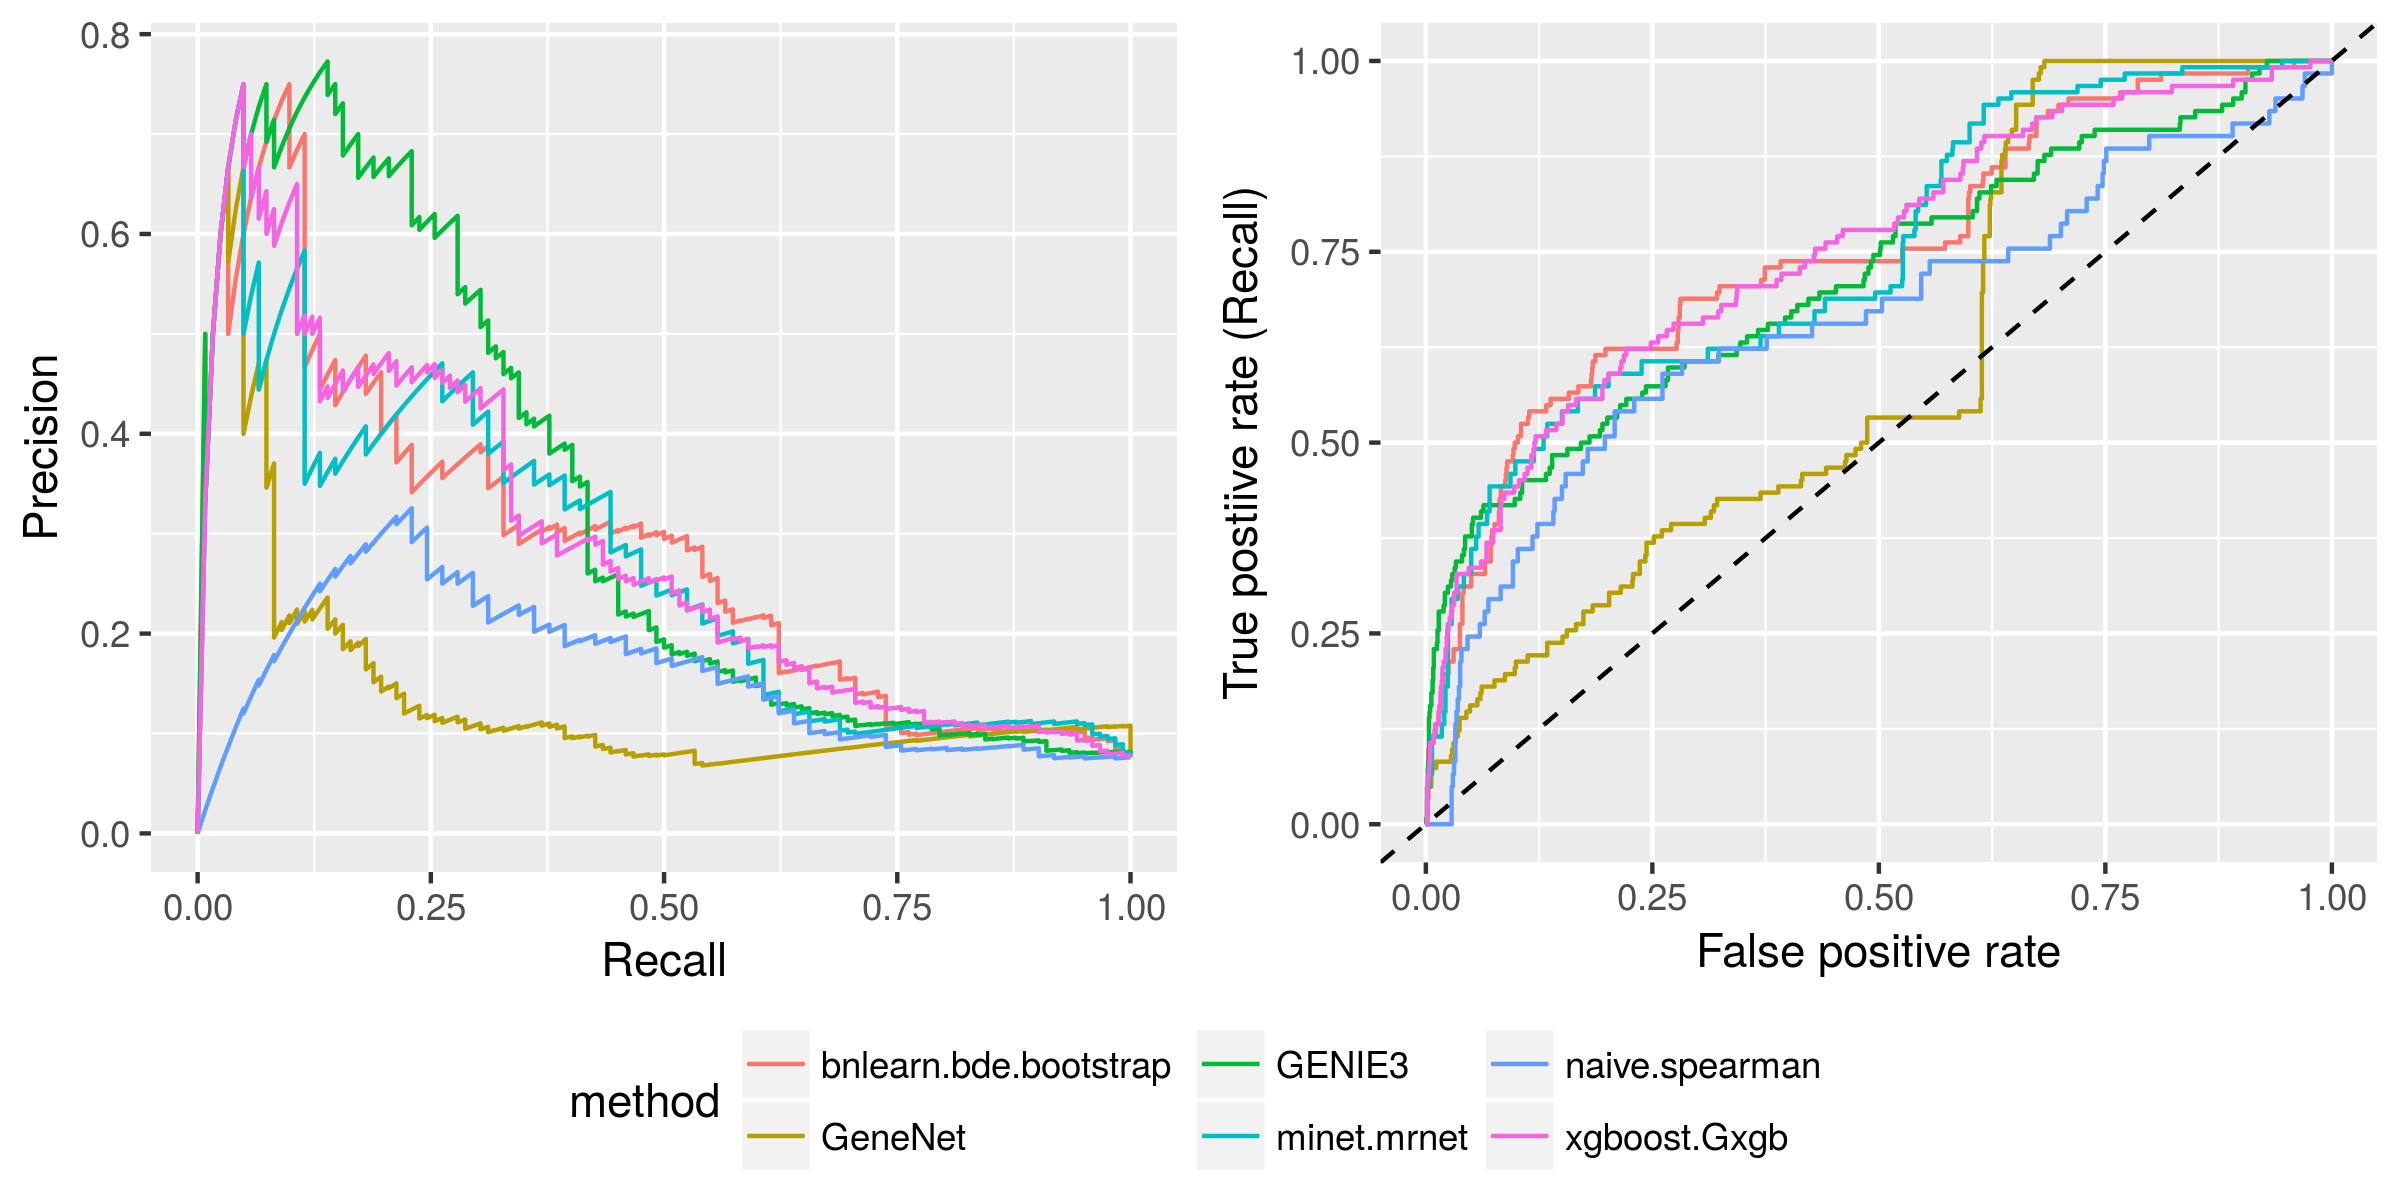 0.8
0.6
0.4
0.2
0.0
Precision
0.00 0.25 0.50 0.75 1.00
Recall
1.00
0.75
0.50
0.25
0.00
True postiive rate (Recall)
0.00 0.25 0.50 0.75 1.00
False positive rate
method
bnlearn.bde.bootstrap
GeneNet
GENIE3
minet.mrnet
naive.spearman
xgboost.Gxgb